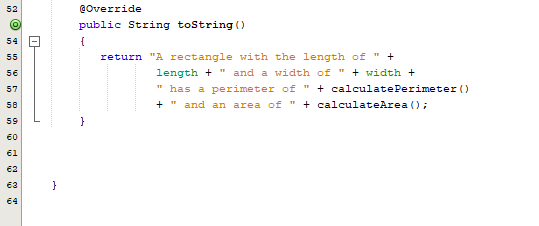 52 @Override
public String toString()
54 {
55 return "A rectangle with the length of " +
56 length + " and a width of " + width +
57 " has a perimeter of " + calculatePerimeter()
58 + " and an area of " + calculateArea();
59 }
60
61
62
63 }
64